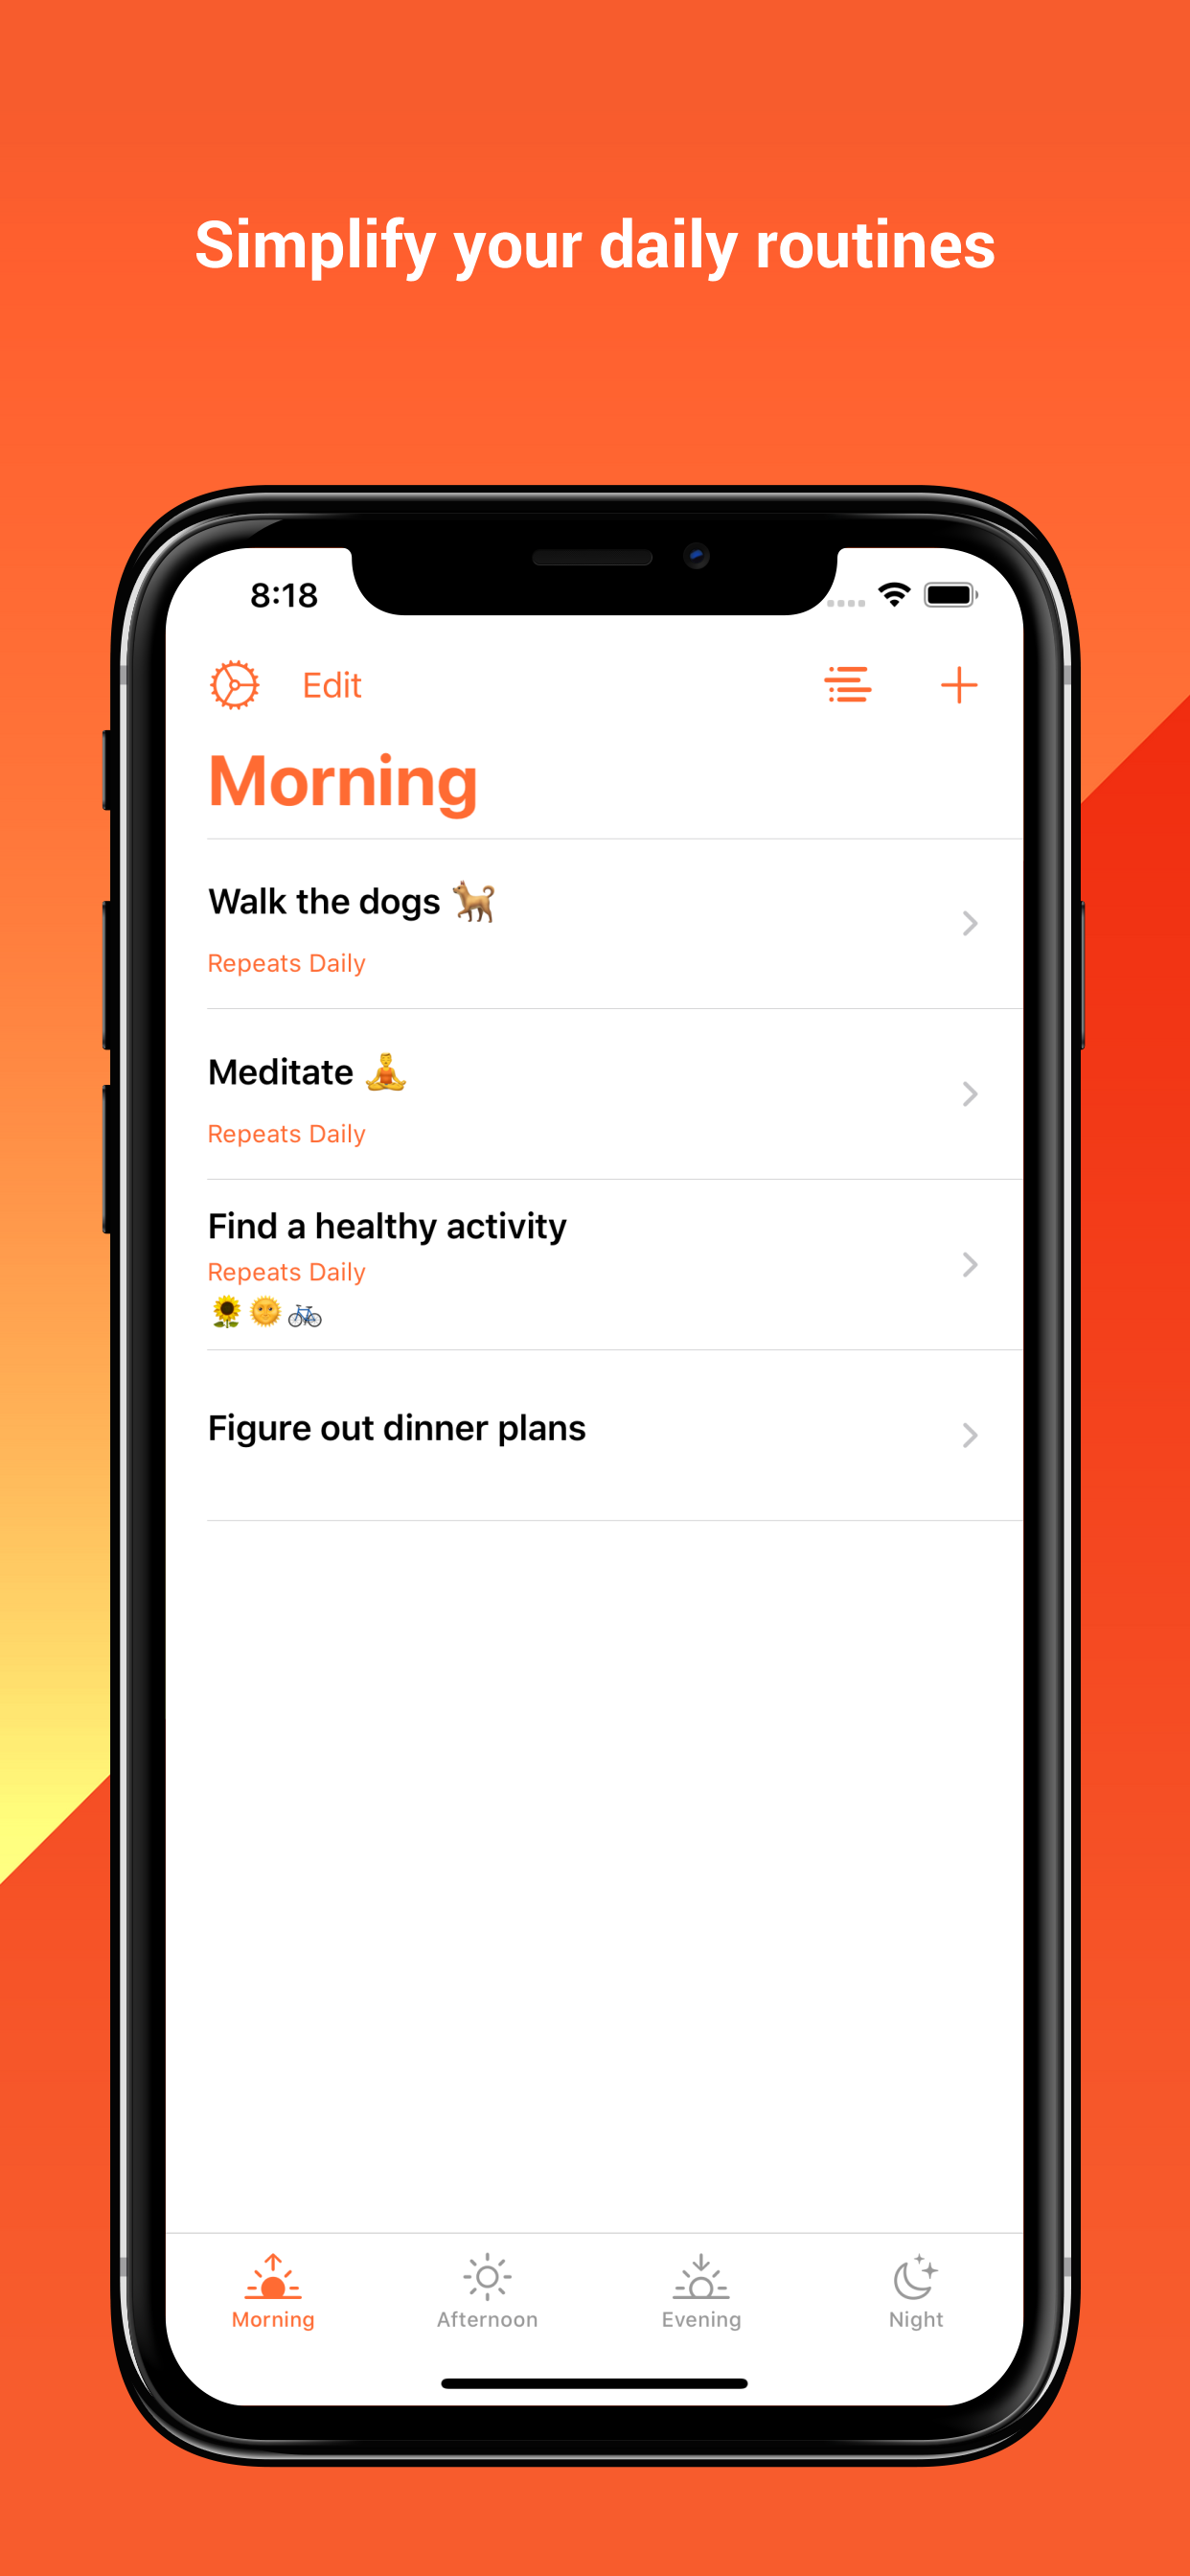 Simplify your daily routines
8:18
Edit
Morning
Walk the dogs 🐕
Repeats Daily
Meditate 🧘
Repeats Daily
Find a healthy activity
Repeats Daily
🌻🌞🚲
Figure out dinner plans
Morning Afternoon Evening Night